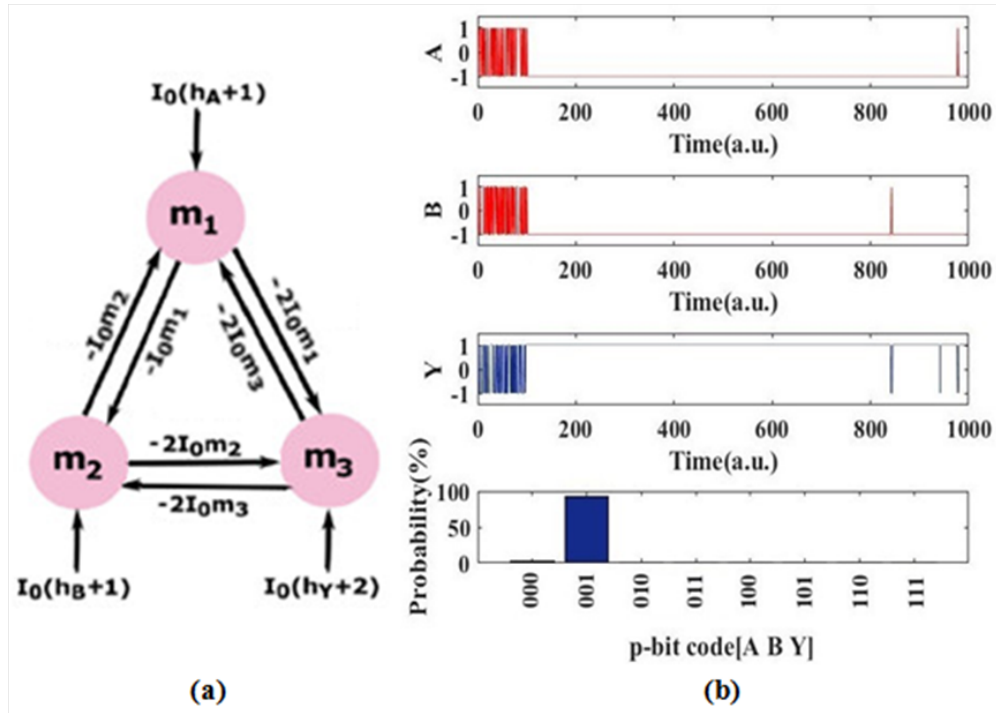 I₀(hA+1)
m₁
-I₀m₂
-I₀m₁
-2I₀m₁
-2I₀m₃
m₂
-2I₀m₂
-2I₀m₃
m₃
I₀(hB+1)
I₀(hY+2)
(a)
A
1
0
-1
0 200 400 600 800 1000
Time(a.u.)
B
1
0
-1
0 200 400 600 800 1000
Time(a.u.)
Y
1
0
-1
0 200 400 600 800 1000
Time(a.u.)
Probability(%)
100
50
0
000 001 010 011 100 101 110 111
p-bit code[A B Y]
(b)